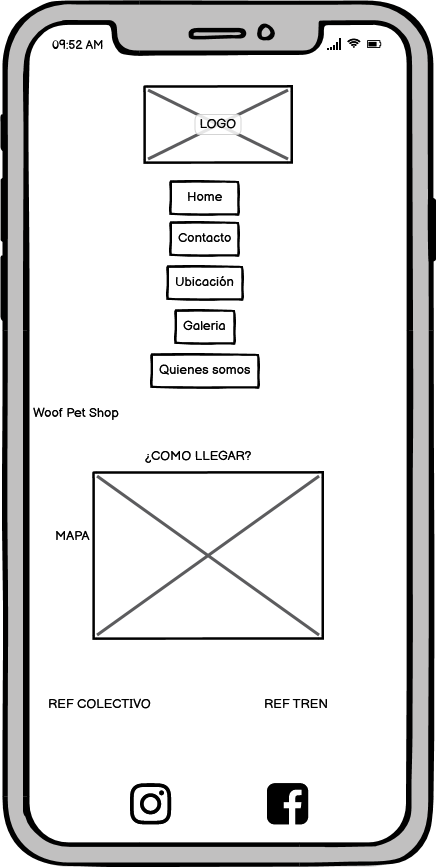 09:52 AM
LOGO
Home
Contacto
Ubicación
Galeria
Quienes somos
Woof Pet Shop
¿COMO LLEGAR?
MAPA
REF COLECTIVO
REF TREN